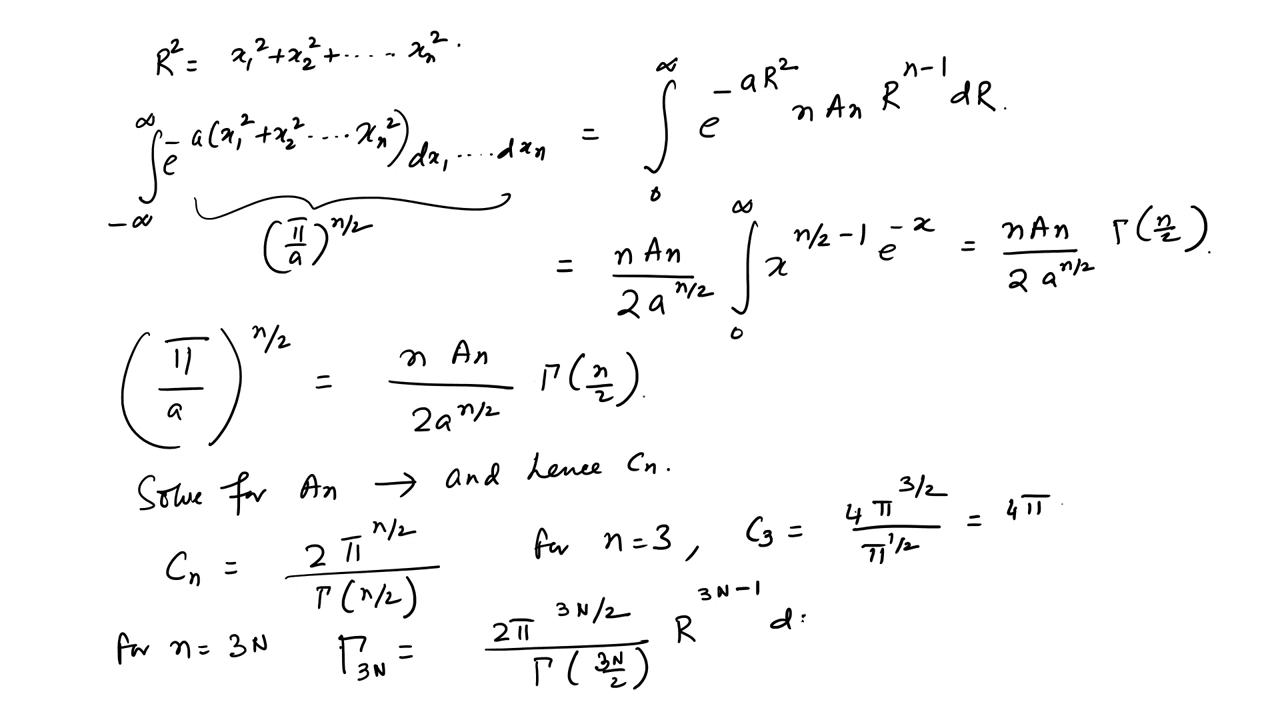 R² = x₁² + x₂² + ····· xₙ² .
∫_{-∞}^{∞} e^{-a(x₁² + x₂² ····· xₙ²)} dx₁ ····· dxₙ = ∫_{0}^{∞} e^{-aR²} n Aₙ R^{n-1} dR.
(π/a)^{n/2}
= n Aₙ / 2 a^{n/2} ∫_{0}^{∞} x^{n/2 - 1} e^{-x} = n Aₙ / 2 a^{n/2} Γ(n/2).
(π/a)^{n/2} = n Aₙ / 2a^{n/2} Γ(n/2).
Solve for Aₙ → and hence Cₙ.
Cₙ = 2 π^{n/2} / Γ(n/2) for n = 3, C₃ = 4 π^{3/2} / π^{1/2} = 4π .
for n = 3N Γ_{3N} = 2π^{3N/2} / Γ(3N/2) R^{3N-1} d